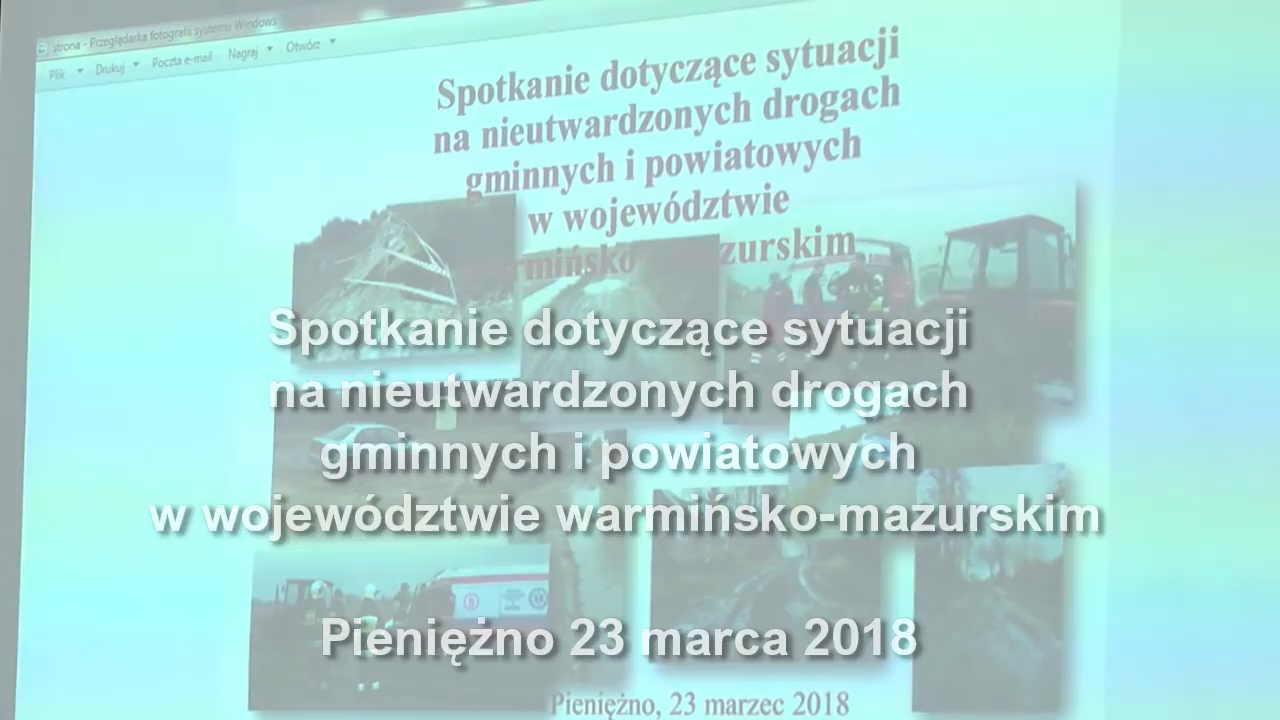 strona - Przeglądarka fotografii systemu Windows
Plik Drukuj Poczta e-mail Nagraj Otwórz
Spotkanie dotyczące sytuacji
na nieutwardzonych drogach
gminnych i powiatowych
w województwie
Spotkanie dotyczące sytuacji
na nieutwardzonych drogach
gminnych i powiatowych
w województwie warmińsko-mazurskim
Pieniężno 23 marca 2018
Pieniężno, 23 marzec 2018